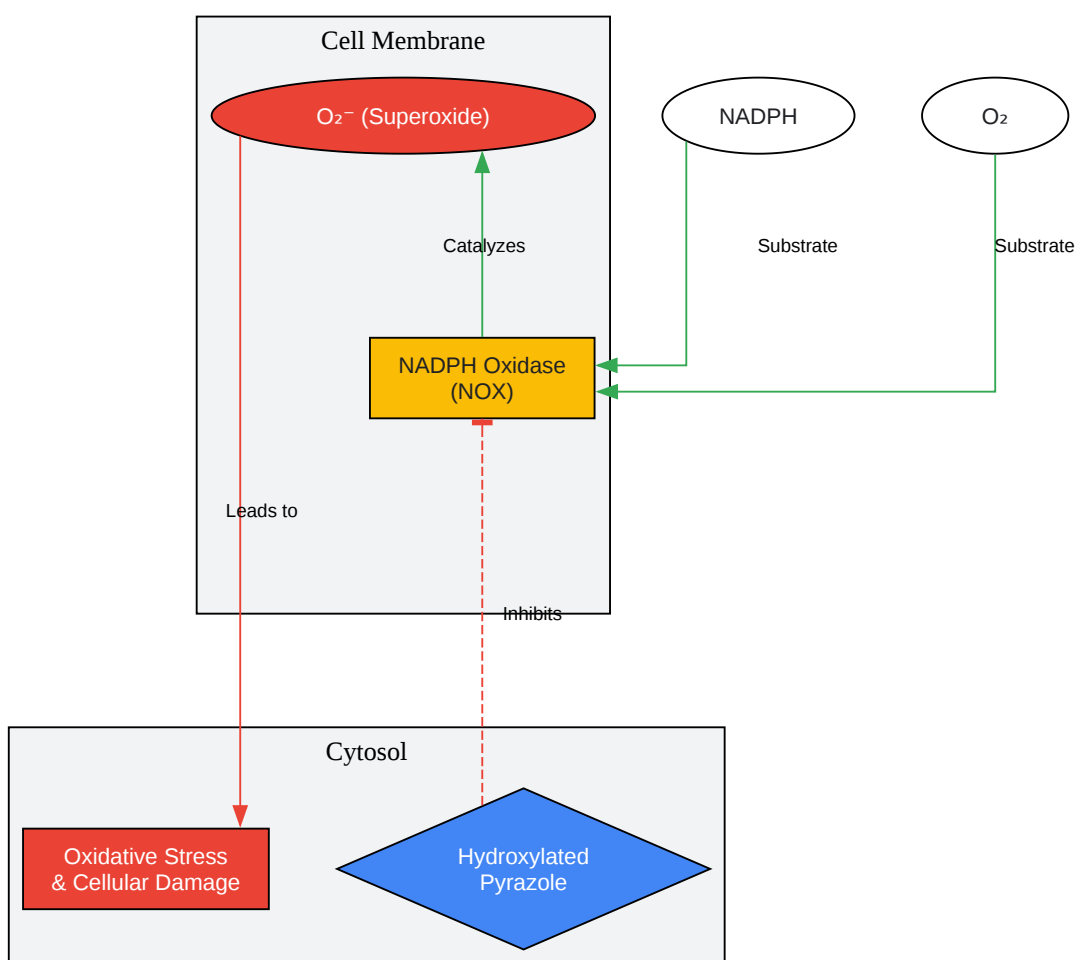 Cell Membrane
O₂⁻ (Superoxide)
NADPH
O₂
Catalyzes
Substrate
Substrate
NADPH Oxidase
(NOX)
Leads to
Inhibits
Cytosol
Oxidative Stress
& Cellular Damage
Hydroxylated
Pyrazole